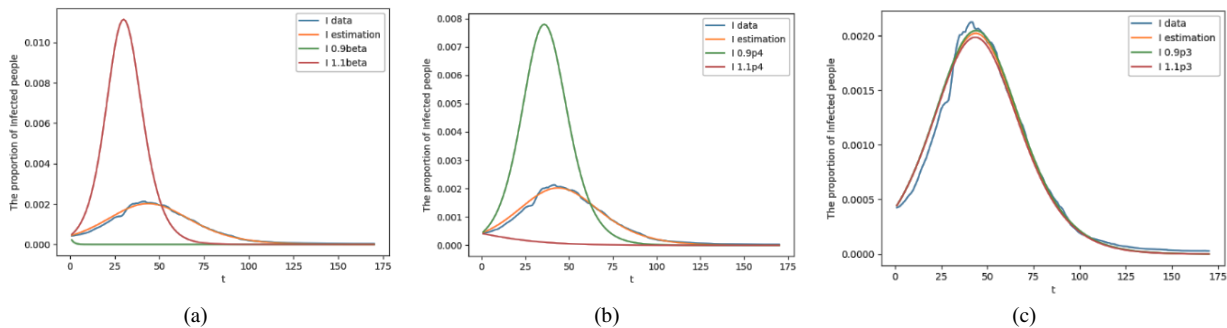 The proportion of Infected people
0.010
0.008
0.006
0.004
0.002
0.000
I data
I estimation
I 0.9beta
I 1.1beta
0 25 50 75 100 125 150 175
t
(a)
The proportion of Infected people
0.008
0.007
0.006
0.005
0.004
0.003
0.002
0.001
0.000
I data
I estimation
I 0.9p4
I 1.1p4
0 25 50 75 100 125 150 175
t
(b)
The proportion of Infected people
0.0020
0.0015
0.0010
0.0005
0.0000
I data
I estimation
I 0.9p3
I 1.1p3
0 25 50 75 100 125 150 175
t
(c)